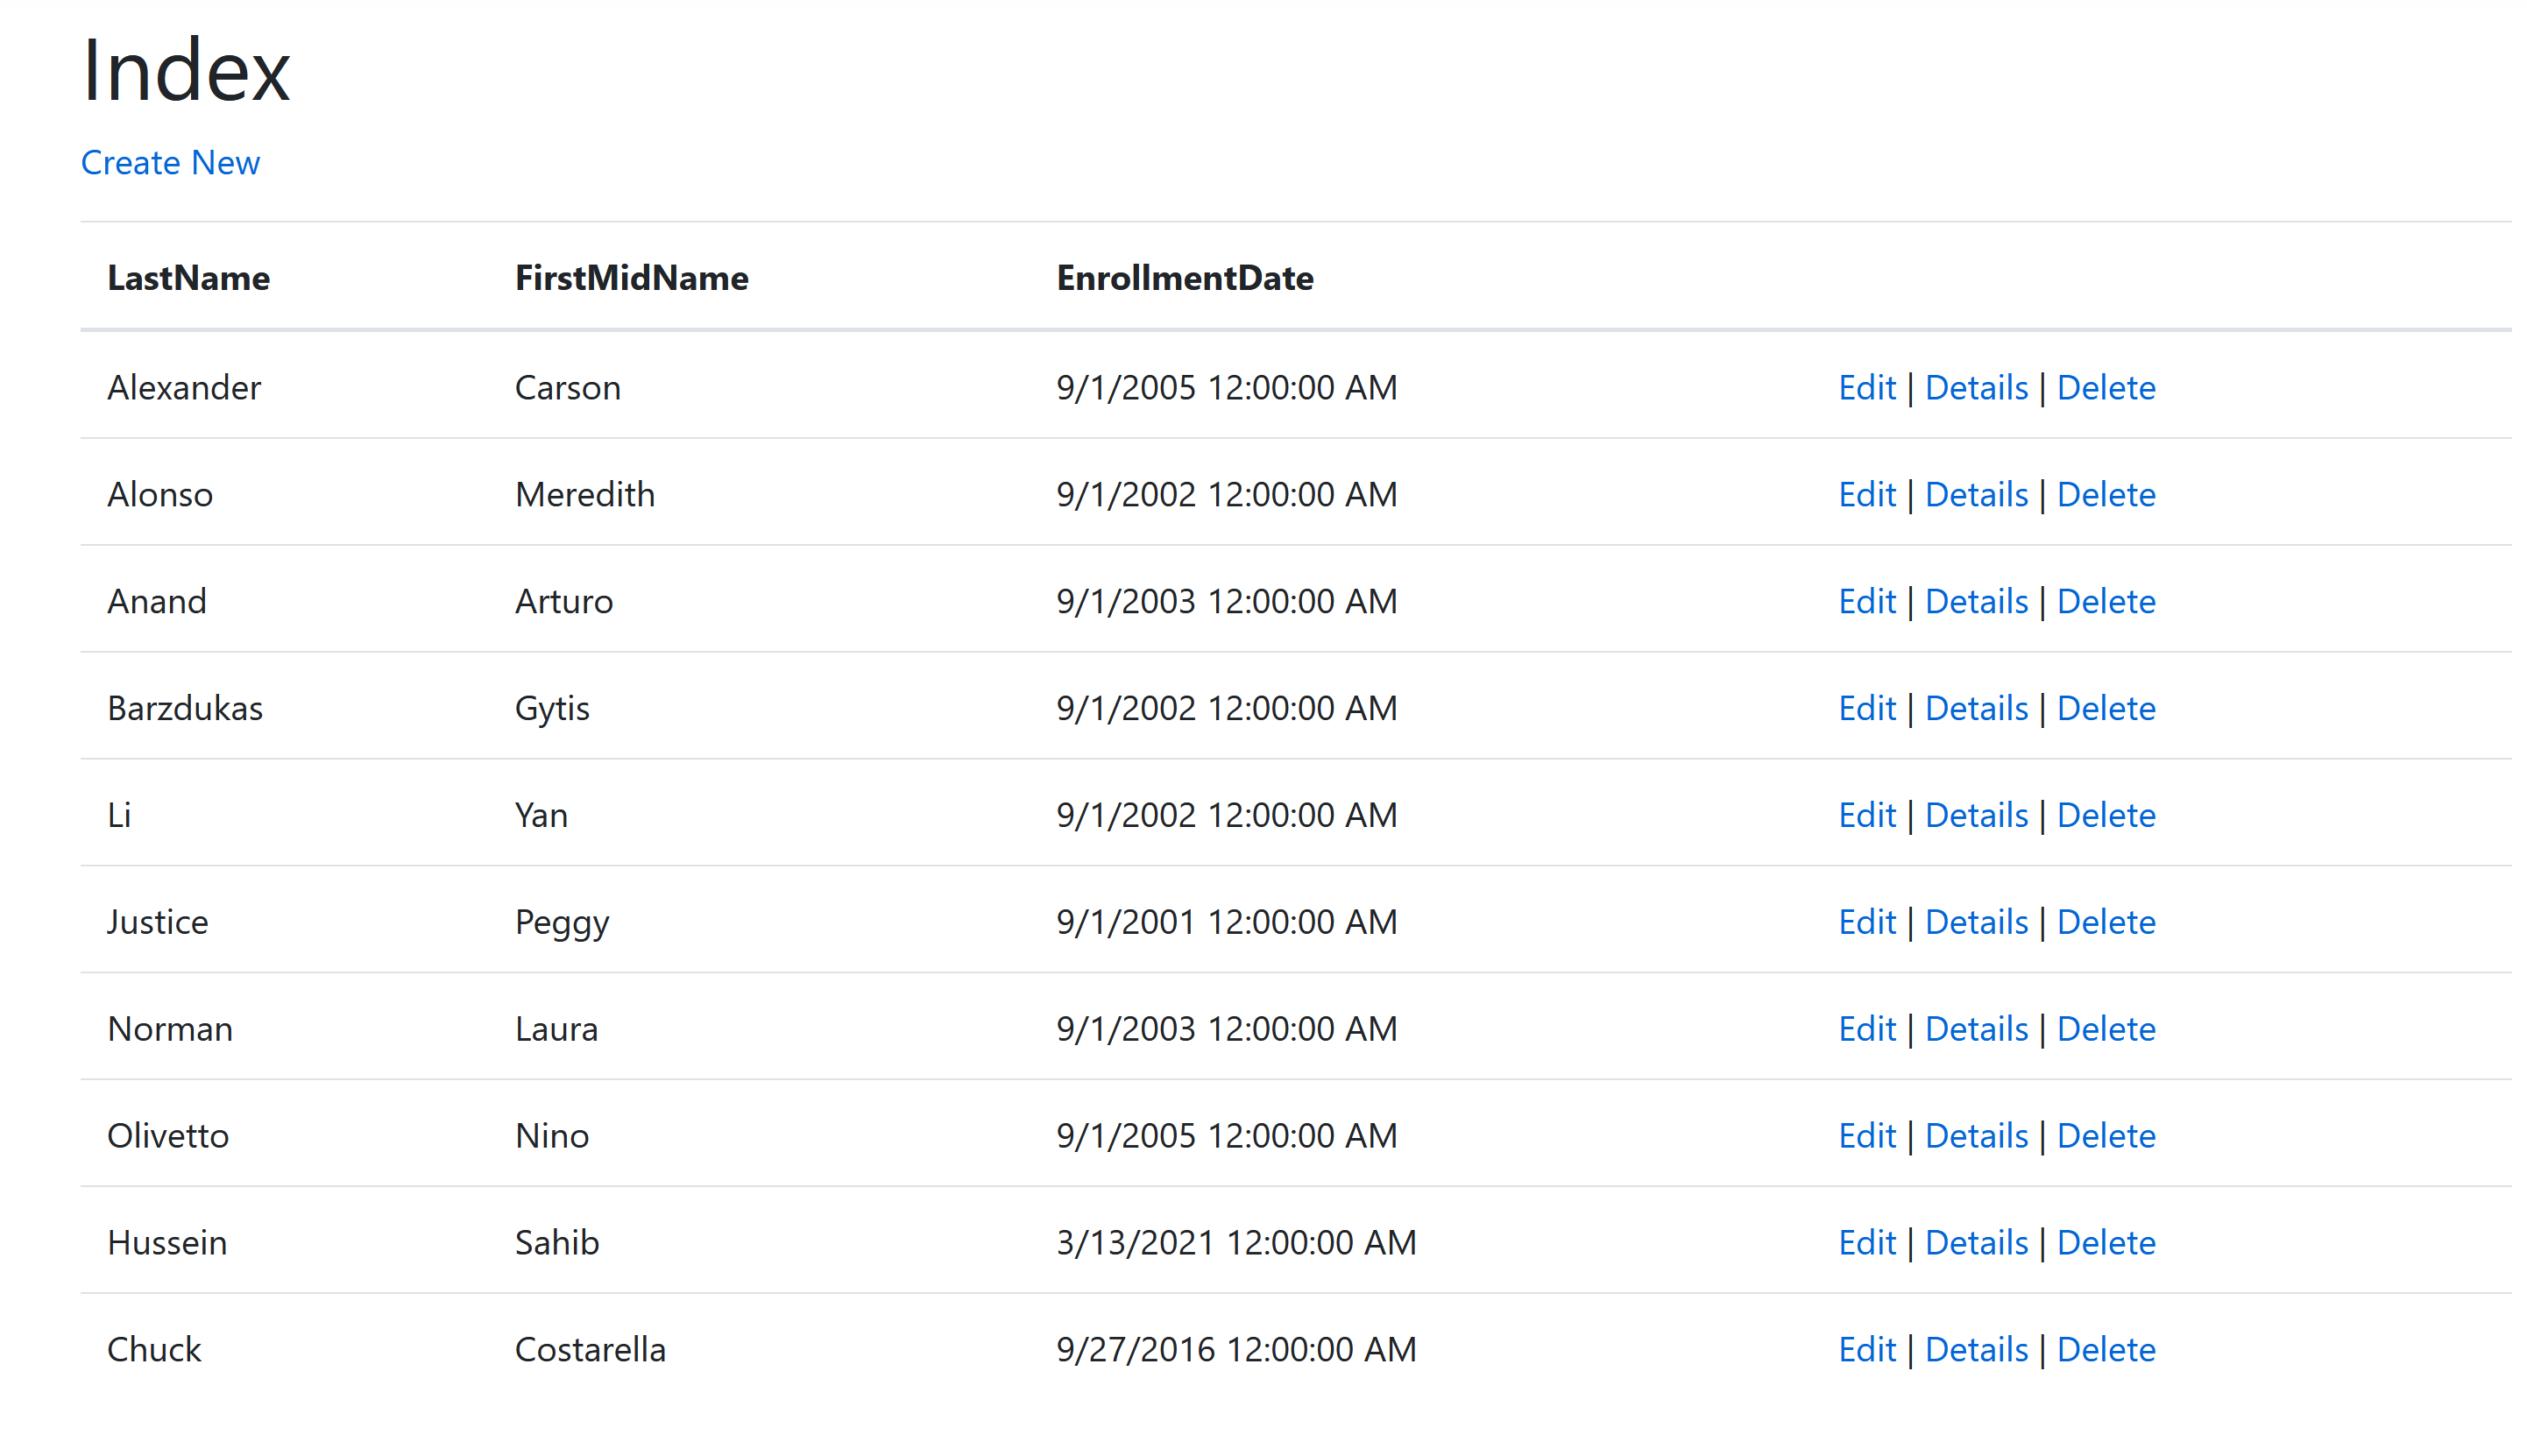 Index
Create New
LastName FirstMidName EnrollmentDate
Alexander Carson 9/1/2005 12:00:00 AM Edit | Details | Delete
Alonso Meredith 9/1/2002 12:00:00 AM Edit | Details | Delete
Anand Arturo 9/1/2003 12:00:00 AM Edit | Details | Delete
Barzdukas Gytis 9/1/2002 12:00:00 AM Edit | Details | Delete
Li Yan 9/1/2002 12:00:00 AM Edit | Details | Delete
Justice Peggy 9/1/2001 12:00:00 AM Edit | Details | Delete
Norman Laura 9/1/2003 12:00:00 AM Edit | Details | Delete
Olivetto Nino 9/1/2005 12:00:00 AM Edit | Details | Delete
Hussein Sahib 3/13/2021 12:00:00 AM Edit | Details | Delete
Chuck Costarella 9/27/2016 12:00:00 AM Edit | Details | Delete